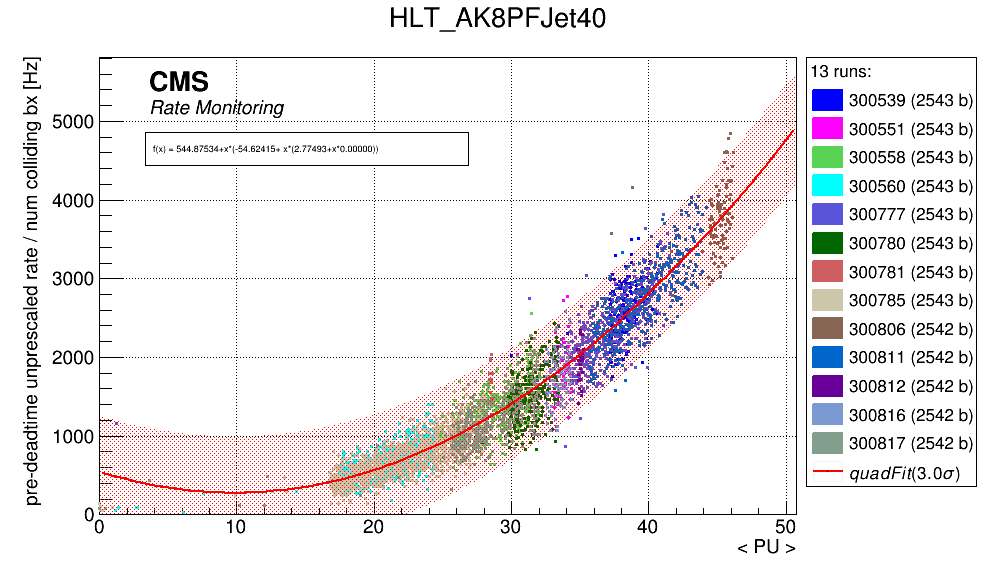 HLT_AK8PFJet40
pre-deadtime unprescaled rate / num colliding bx [Hz]
CMS
Rate Monitoring
f(x) = 544.87534+x*(-54.62415+ x*(2.77493+x*0.00000))
5000
4000
3000
2000
1000
0
0 10 20 30 40 50
< PU >
13 runs:
300539 (2543 b)
300551 (2543 b)
300558 (2543 b)
300560 (2543 b)
300777 (2543 b)
300780 (2543 b)
300781 (2543 b)
300785 (2543 b)
300806 (2542 b)
300811 (2542 b)
300812 (2542 b)
300816 (2542 b)
300817 (2542 b)
quadFit(3.0σ)